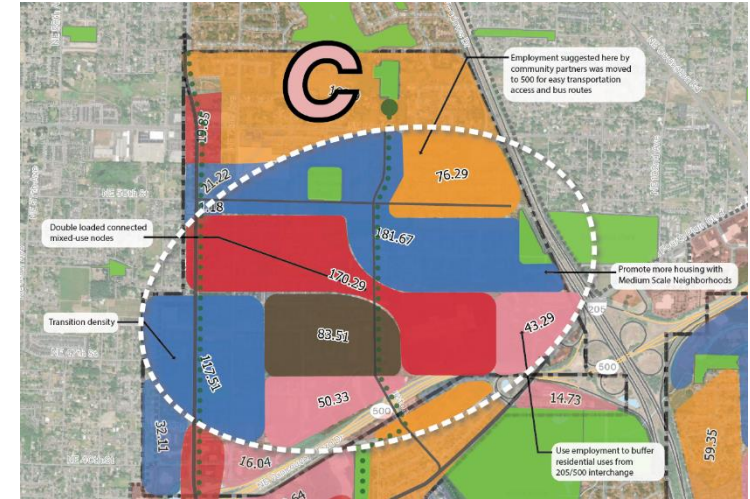 C
Employment suggested here by
community partners was moved
to 500 for easy transportation
access and bus routes
76.29
21.22
Double loaded connected
mixed-use nodes
181.67
170.29
Promote more housing with
Medium Scale Neighborhoods
Transition density
83.51
43.29
205
117.51
50.33
500
500
14.73
32.11
16.04
Use employment to buffer
residential uses from
205/500 interchange
59.35